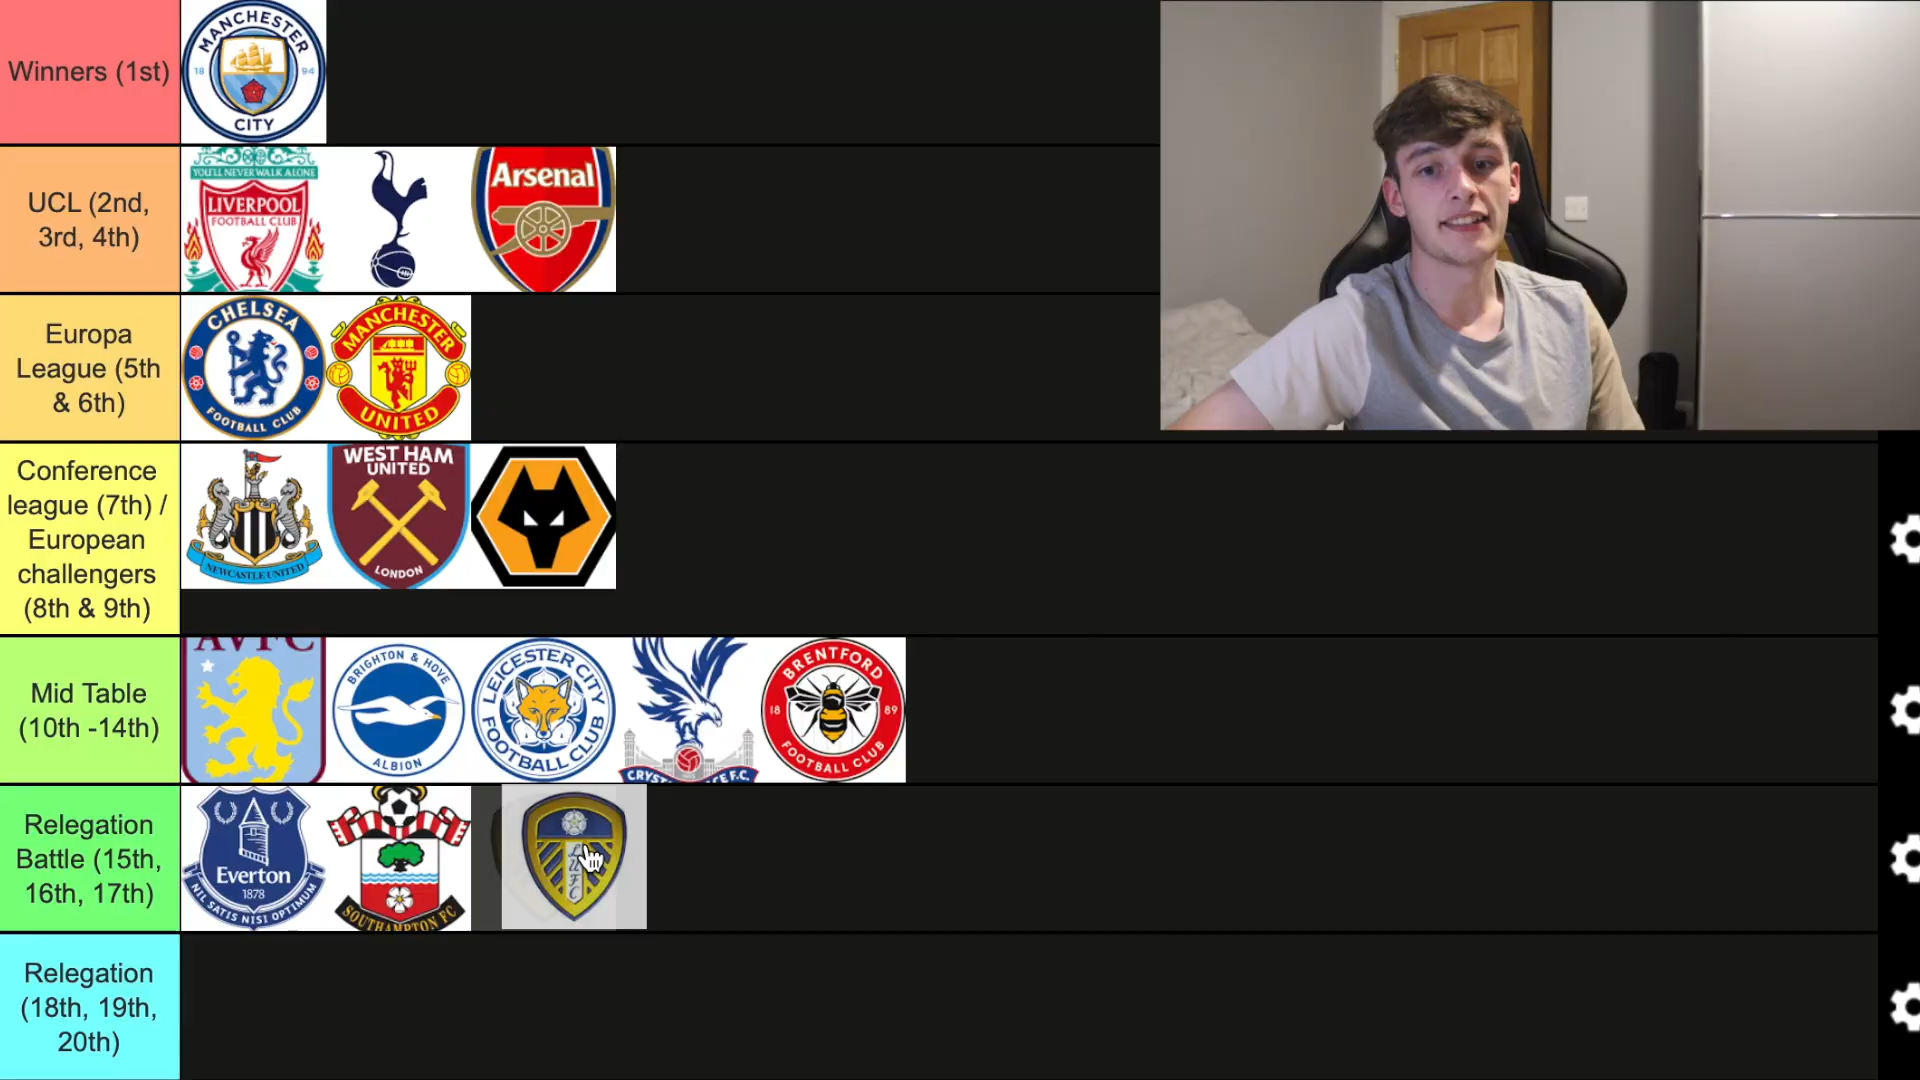 Winners (1st)
MANCHESTER
18 94
CITY
UCL (2nd,
3rd, 4th)
YOU'LL NEVER WALK ALONE
LIVERPOOL
FOOTBALL CLUB
Arsenal
Europa
League (5th
& 6th)
CHELSEA
FOOTBALL CLUB
MANCHESTER
UNITED
Conference
league (7th) /
European
challengers
(8th & 9th)
NEWCASTLE UNITED
WEST HAM
UNITED
LONDON
Mid Table
(10th -14th)
AVFC
BRIGHTON & HOVE
ALBION
LEICESTER CITY
FOOTBALL CLUB
F.C.
BRENTFORD
18 89
FOOTBALL CLUB
Relegation
Battle (15th,
16th, 17th)
Everton
1878
NIL SATIS NISI OPTIMUM
SOUTHAMPTON FC
LUFC
Relegation
(18th, 19th,
20th)